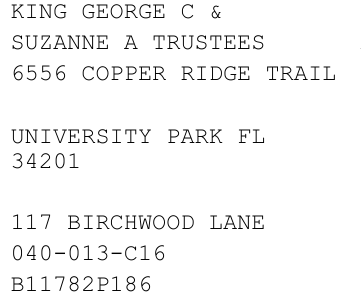 KING GEORGE C &
SUZANNE A TRUSTEES
6556 COPPER RIDGE TRAIL
UNIVERSITY PARK FL
34201
117 BIRCHWOOD LANE
040-013-C16
B11782P186